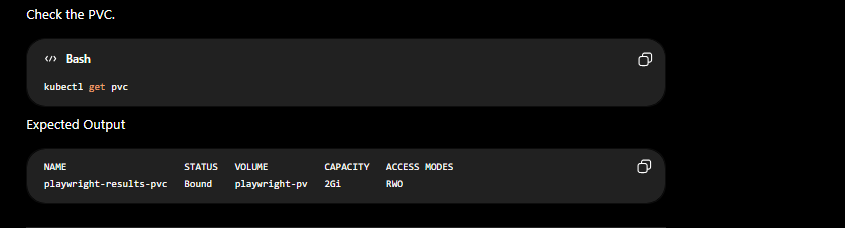 Check the PVC.
</> Bash
kubectl get pvc
Expected Output
NAME STATUS VOLUME CAPACITY ACCESS MODES
playwright-results-pvc Bound playwright-pv 2Gi RWO